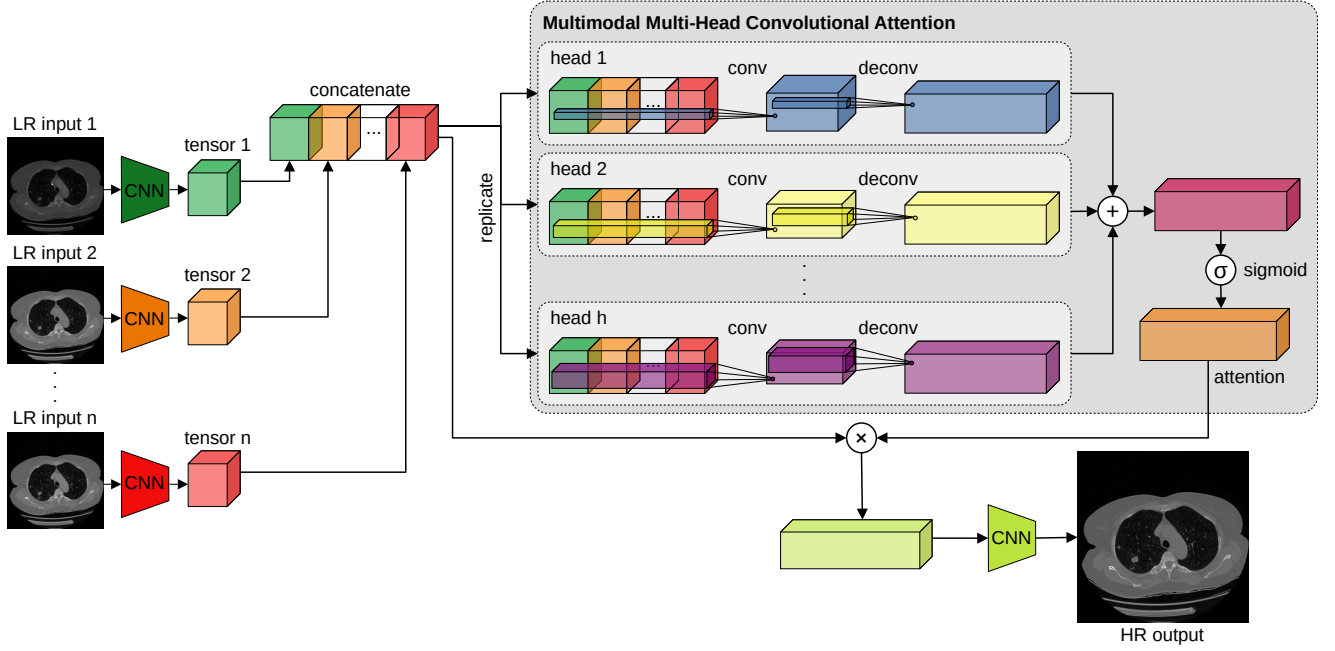 Multimodal Multi-Head Convolutional Attention
head 1
conv
deconv
concatenate
...
...
LR input 1
tensor 1
CNN
replicate
head 2
conv
deconv
...
+
LR input 2
tensor 2
CNN
σ
sigmoid
head h
conv
deconv
...
attention
LR input n
tensor n
CNN
×
CNN
HR output